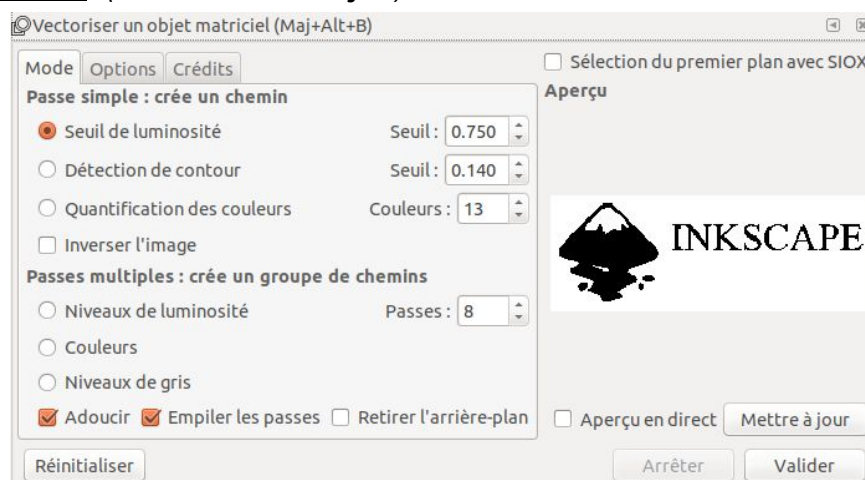 Vectoriser un objet matriciel (Maj+Alt+B)
Mode Options Crédits
Sélection du premier plan avec SIOX
Passe simple : crée un chemin
Aperçu
Seuil de luminosité Seuil : 0.750
Détection de contour Seuil : 0.140
Quantification des couleurs Couleurs : 13
Inverser l'image
INKSCAPE
Passes multiples : crée un groupe de chemins
Niveaux de luminosité Passes : 8
Couleurs
Niveaux de gris
Adoucir Empiler les passes Retirer l'arrière-plan
Aperçu en direct Mettre à jour
Réinitialiser Arrêter Valider